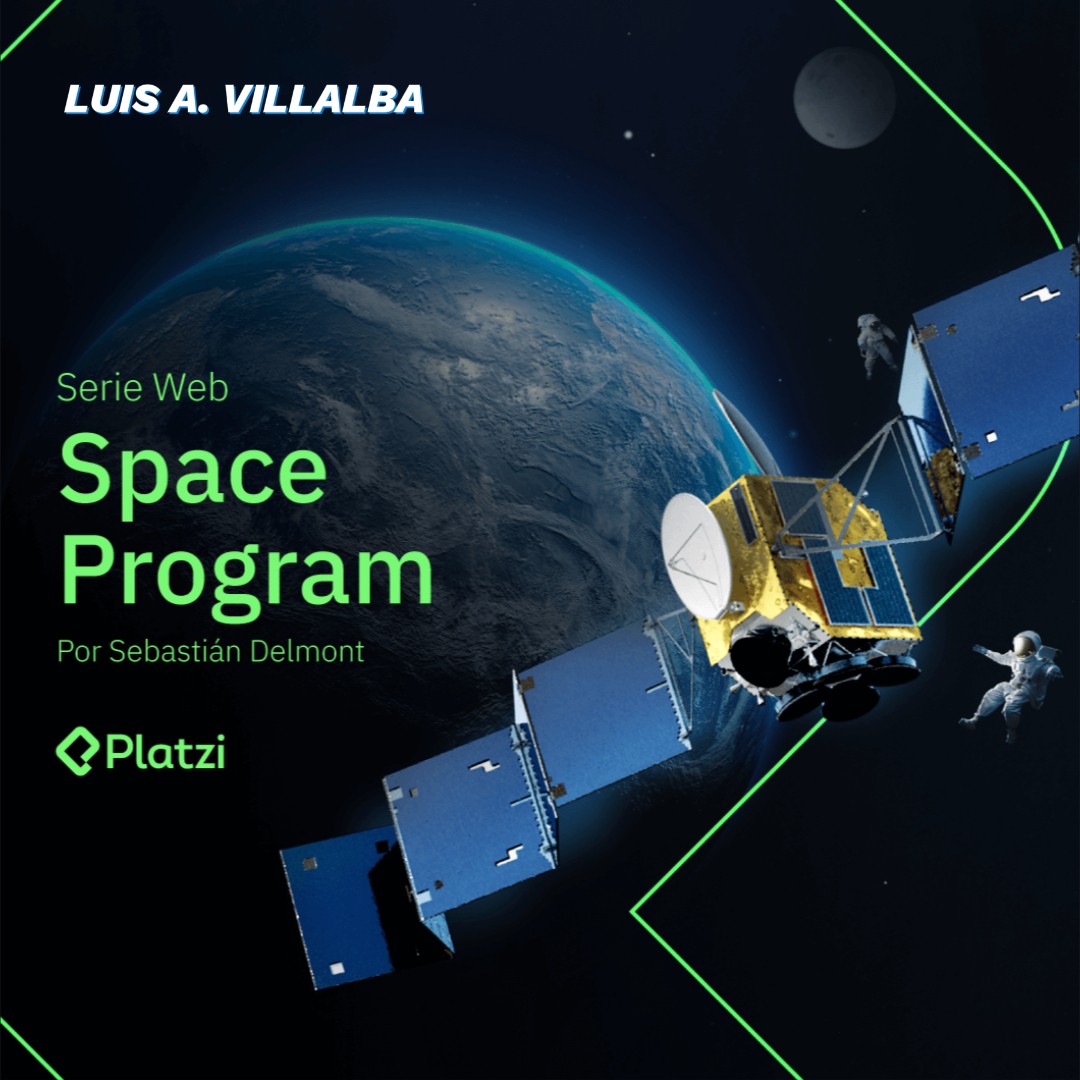 LUIS A. VILLALBA
Serie Web
Space
Program
Por Sebastián Delmont
Platzi